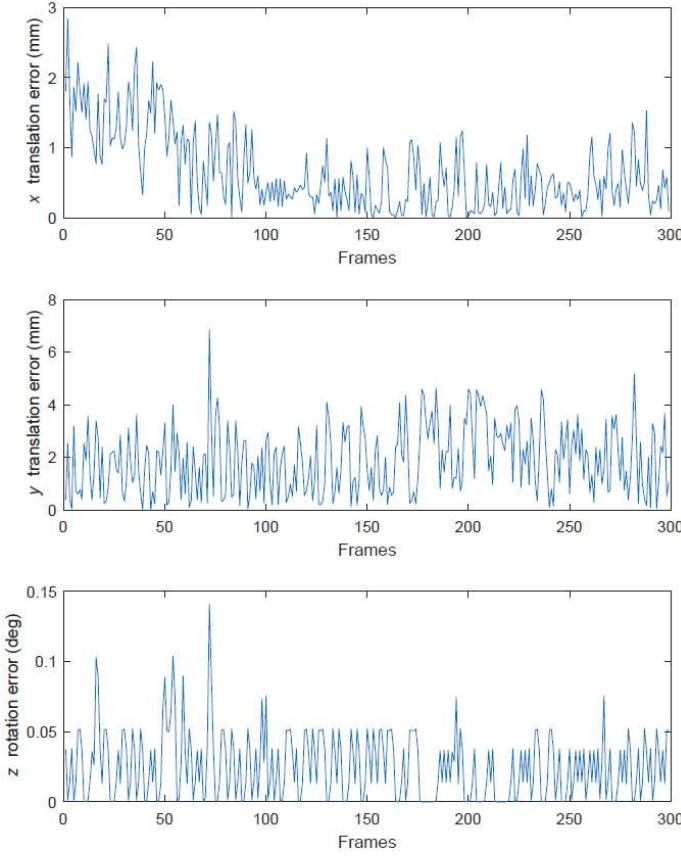 3
2
1
0
x translation error (mm)
0 50 100 150 200 250 300
Frames
8
6
4
2
0
y translation error (mm)
0 50 100 150 200 250 300
Frames
0.15
0.1
0.05
0
z rotation error (deg)
0 50 100 150 200 250 300
Frames